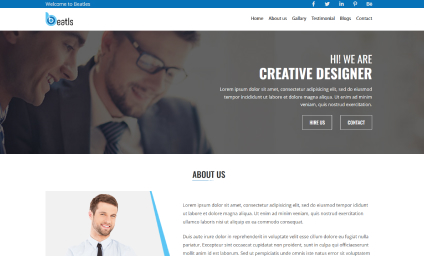 Welcome to Beatles
Beatls
Home About us Gallery Testimonial Blogs Contact
HI! WE ARE
CREATIVE DESIGNER
Lorem ipsum dolor sit amet, consectetur adipiscing elit, sed do eiusmod
tempor incididunt ut labore et dolore magna aliqua. Ut enim ad minim
veniam, quis nostrud exercitation.
HIRE US CONTACT
ABOUT US
Lorem ipsum dolor sit amet, consectetur adipiscing elit, sed do eiusmod tempor incididunt ut
labore et dolore magna aliqua. Ut enim ad minim veniam, quis nostrud exercitation
ullamco laboris nisi ut aliquip ex ea commodo consequat.
Duis aute irure dolor in reprehenderit in voluptate velit esse cillum dolore eu fugiat nulla
pariatur. Excepteur sint occaecat cupidatat non proident, sunt in culpa qui officiadeserunt
mollit anim id est laborum. Sed ut perspiciatis unde omnis iste natus error sit voluptatem